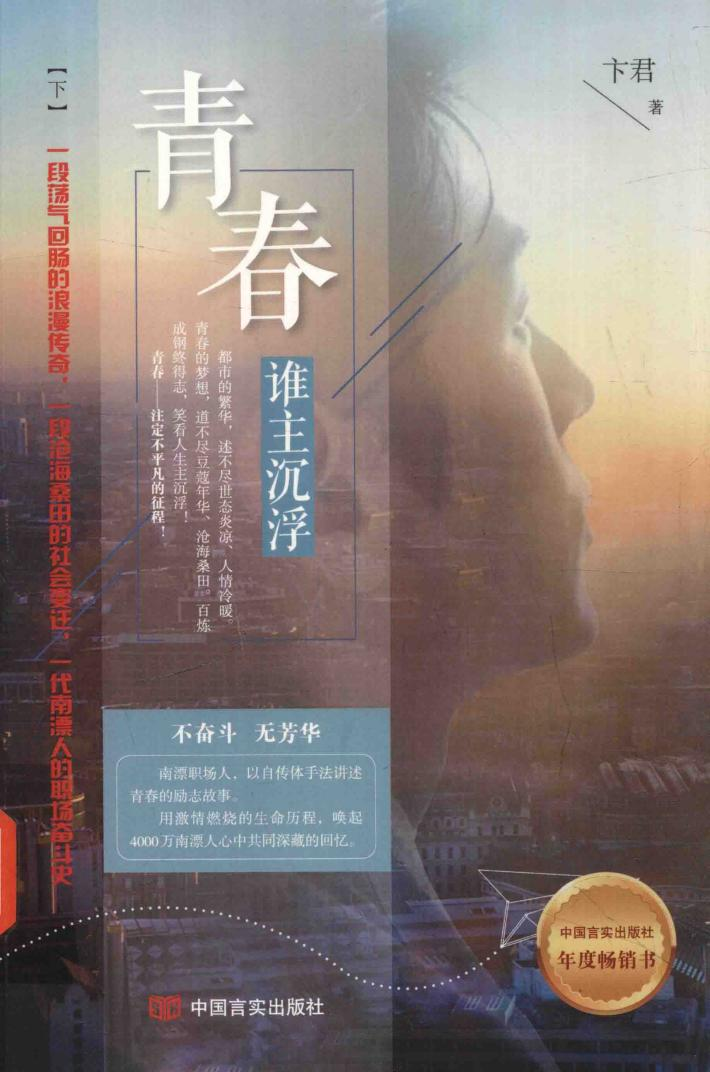 卞君
著
【下】
一段荡气回肠的浪漫传奇，一段沧海桑田的社会变迁，一代南漂人的职场奋斗史
青春
谁主沉浮
都市的繁华，述不尽世态炎凉、人情冷暖。
青春的梦想，道不尽豆蔻年华、沧海桑田。百炼
成钢终得志，笑看人生主沉浮！
青春——注定不平凡的征程！
不奋斗 无芳华
南漂职场人，以自传体手法讲述
青春的励志故事。
用激情燃烧的生命历程，唤起
4000万南漂人心中共同深藏的回忆。
中国言实出版社
年度畅销书
中国言实出版社